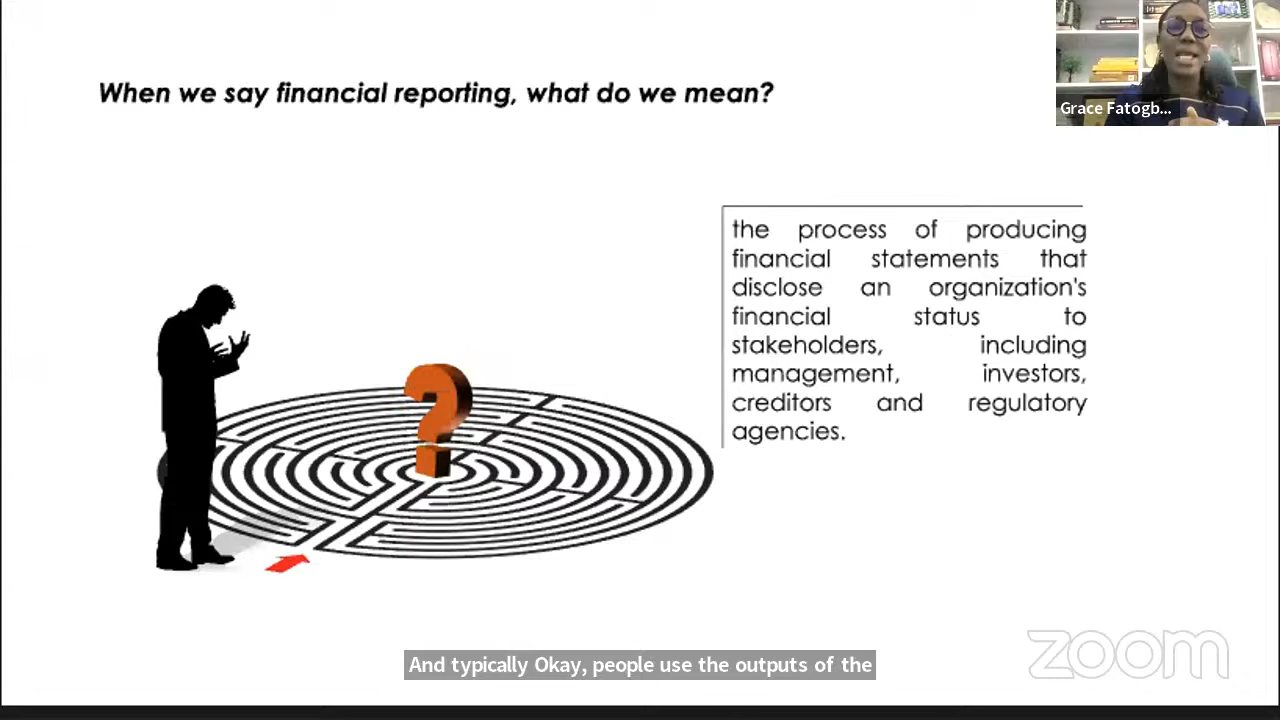 When we say financial reporting, what do we mean?
Grace Fatogb...
the process of producing
financial statements that
disclose an organization's
financial status to
stakeholders, including
management, investors,
creditors and regulatory
agencies.
zoom
And typically Okay, people use the outputs of the